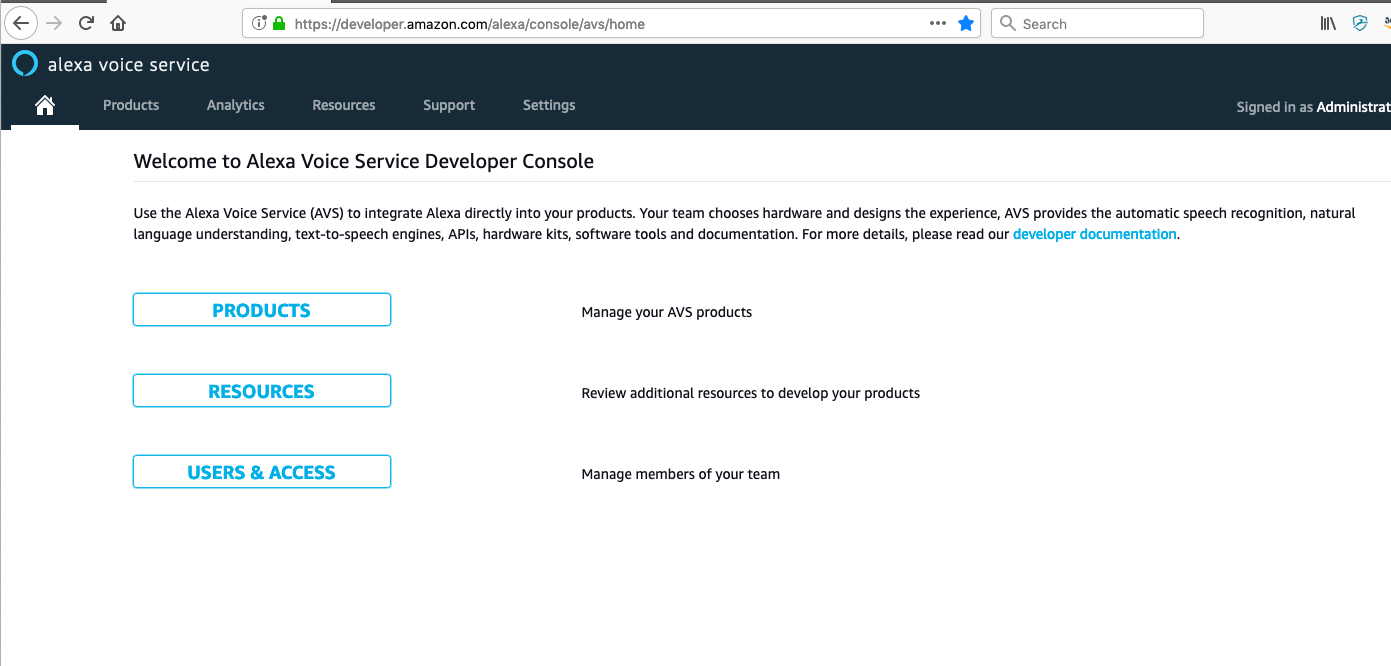 https://developer.amazon.com/alexa/console/avs/home
Search
alexa voice service
Products Analytics Resources Support Settings
Signed in as Administrat
Welcome to Alexa Voice Service Developer Console
Use the Alexa Voice Service (AVS) to integrate Alexa directly into your products. Your team chooses hardware and designs the experience, AVS provides the automatic speech recognition, natural
language understanding, text-to-speech engines, APIs, hardware kits, software tools and documentation. For more details, please read our developer documentation.
PRODUCTS Manage your AVS products
RESOURCES Review additional resources to develop your products
USERS & ACCESS Manage members of your team